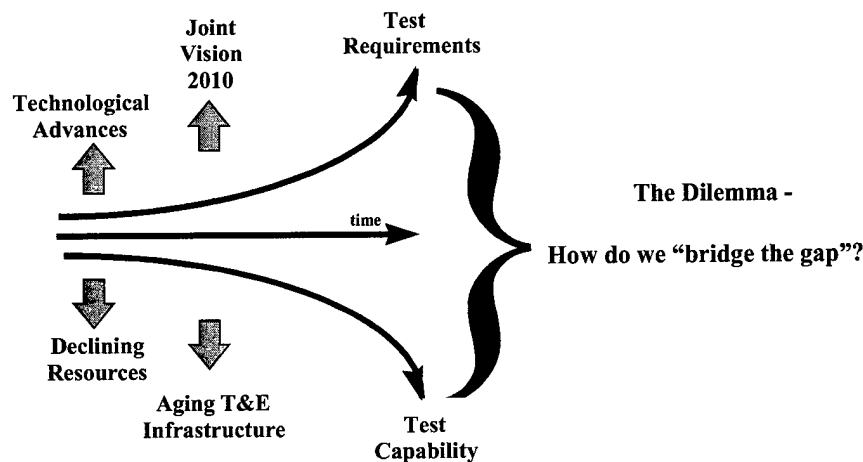 Joint
Vision
2010
Test
Requirements
Technological
Advances
time
The Dilemma -
How do we “bridge the gap”?
Declining
Resources
Aging T&E
Infrastructure
Test
Capability